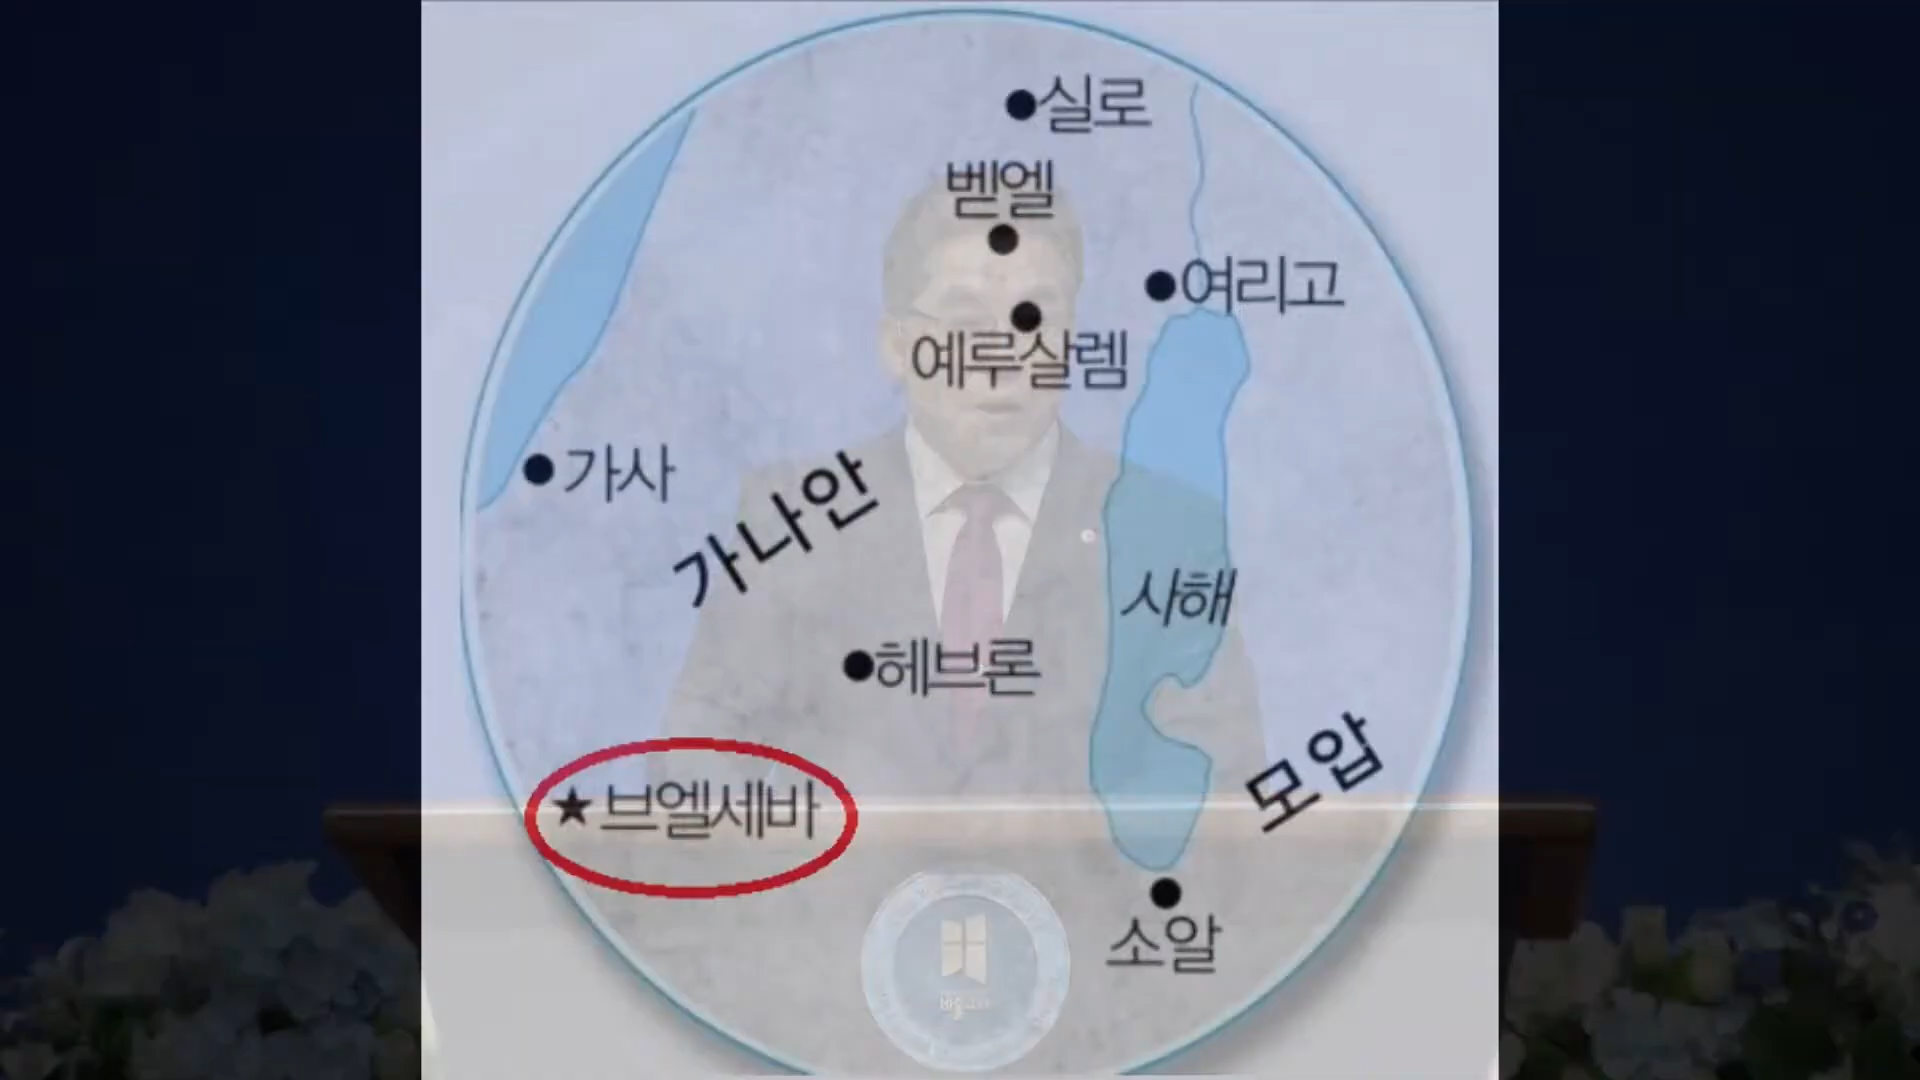 실로
벧엘
여리고
예루살렘
가사
가나안
사해
헤브론
모압
★브엘세바
소알